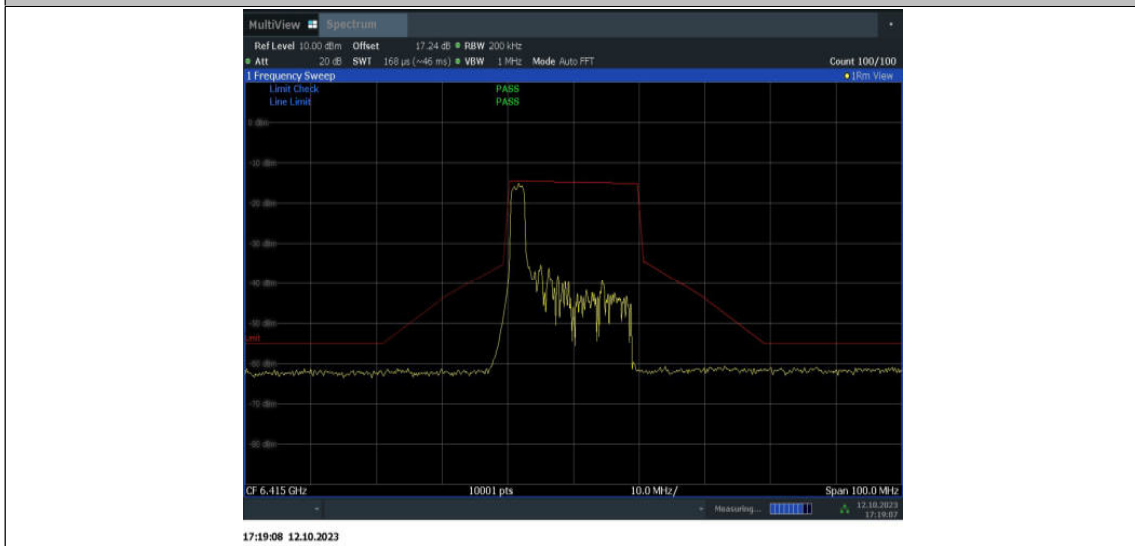 MultiView Spectrum
Ref Level 10.00 dBm Offset 17.24 dB RBW 200 kHz
Att 20 dB SWT 168 µs (~46 ms) VBW 1 MHz Mode Auto FFT Count 100/100
1 Frequency Sweep 1Rm View
Limit Check PASS
Line Limit PASS
0 dBm
-10 dBm
-20 dBm
-30 dBm
-40 dBm
-50 dBm
-60 dBm
-70 dBm
-80 dBm
CF 6.415 GHz 10001 pts 10.0 MHz/ Span 100.0 MHz
Measuring... 12.10.2023
17:19:07
17:19:08 12.10.2023